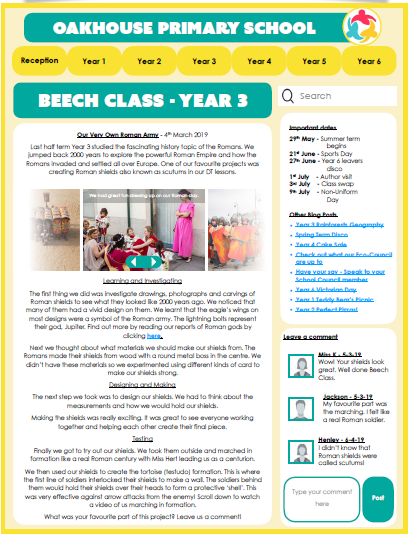 OAKHOUSE PRIMARY SCHOOL
Reception Year 1 Year 2 Year 3 Year 4 Year 5 Year 6
BEECH CLASS - YEAR 3
Our Very Own Roman Army - 4th March 2019
Last half term Year 3 studied the fascinating history topic of the Romans. We
jumped back 2000 years to explore the powerful Roman Empire and how the
Romans invaded and settled all over Europe. One of our favourite projects was
creating Roman shields also known as scutums in our DT lessons.
We had great fun dressing up on our Roman day.
Learning and Investigating
The first thing we did was investigate drawings, photographs and carvings of
Roman shields to see what they looked like 2000 years ago. We noticed that
many of them had a vivid design on them. We learnt that the eagle's wings on
most designs were a symbol of the Roman army. The lightning bolts represent
their god, Jupiter. Find out more by reading our reports of Roman gods by
clicking here.
Next we thought about what materials we should make our shields from. The
Romans made their shields from wood with a round metal boss in the centre. We
didn't have these materials so we experimented using different kinds of card to
make our shields strong.
Designing and Making
The next step we took was to design our shields. We had to think about the
measurements and how we would hold our shields.
Making the shields was really exciting. It was great to see everyone working
together and helping each other create their final piece.
Testing
Finally we got to try out our shields. We took them outside and marched in
formation like a real Roman century with Miss Hert leading us as a centurion.
We then used our shields to create the tortoise (testudo) formation. This is where
the first line of soldiers interlocked their shields to make a wall. The soldiers behind
them would hold their shields over their heads to form a protective 'shell'. This
was very effective against arrow attacks from the enemy! Scroll down to watch
a video of us marching in formation.
What was your favourite part of this project? Leave us a comment!
Search
Important dates
29th May - Summer term
begins
21st June - Sports Day
27th June - Year 6 leavers
disco
1st July - Author visit
3rd July - Class swap
9th July - Non-Uniform
Day
Other Blog Posts
• Year 3 Rainforests Geography
• Spring Term Disco
• Year 4 Cake Sale
• Check out what our Eco-Council
are up to
• Have your say - Speak to your
School Council member
• Year 6 Victorian Day
• Year 1 Teddy Bear's Picnic
• Year 2 Perfect Pizzas!
Leave a comment
Miss K - 5-3-19
Wow! Your shields
look great. Well done Beech
Class.
Jackson - 5-3-19
My favourite part was
the marching. I felt like
a real Roman soldier.
Henley - 6-4-19
I didn't know that
Roman shields were
called scutums!
Type your comment
here
Post